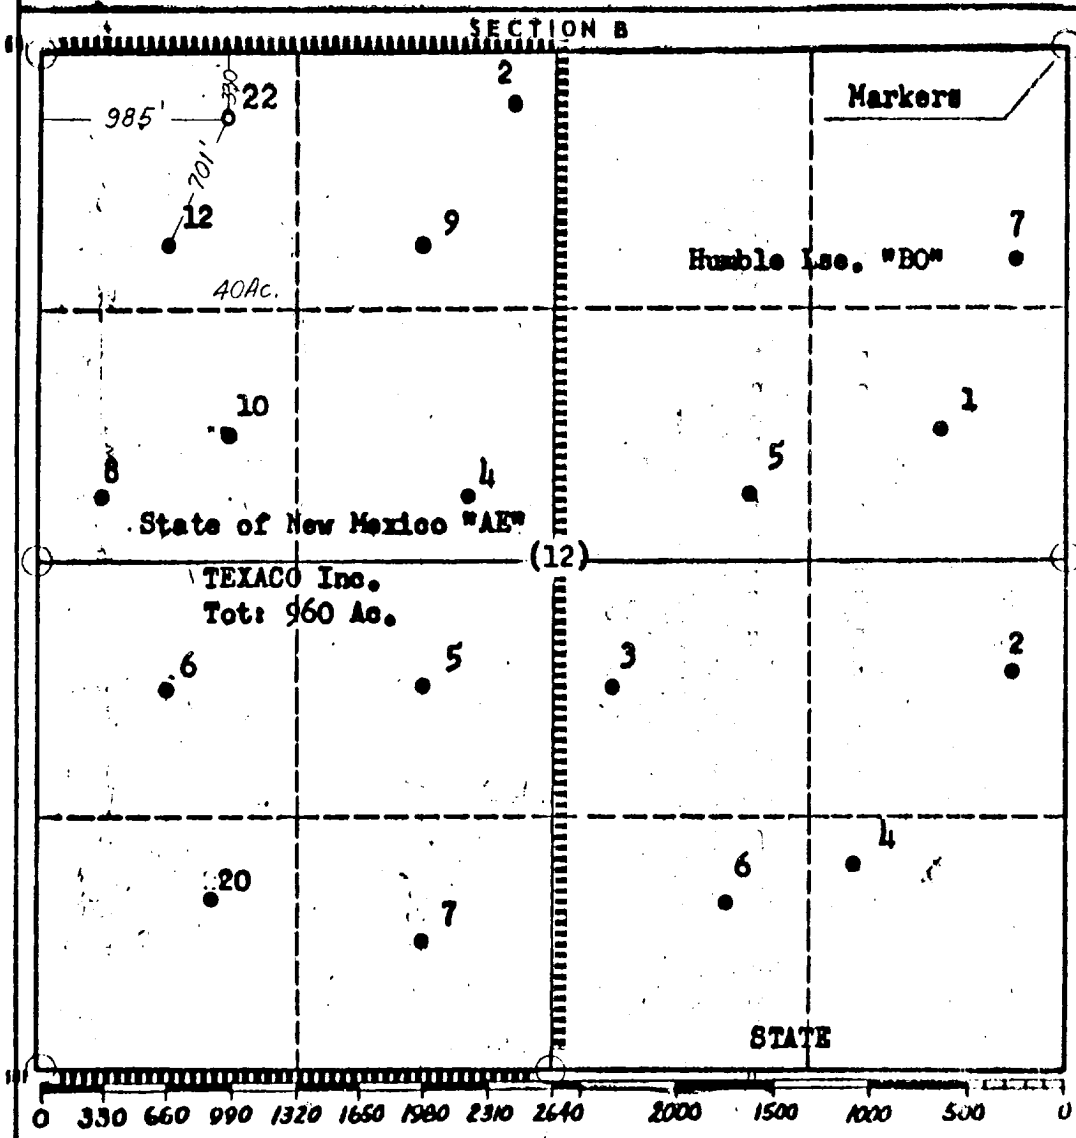 SECTION B
330
22
2
985'
Markers
701'
12
9
7
Humble Lse. "BO"
40Ac.
10
1
8
4
5
State of New Mexico "AE"
(12)
TEXACO Inc.
Tot: 960 Ac.
6
5
3
2
20
7
6
4
STATE
0 330 660 990 1320 1650 1980 2310 2640 2000 1500 1000 500 0